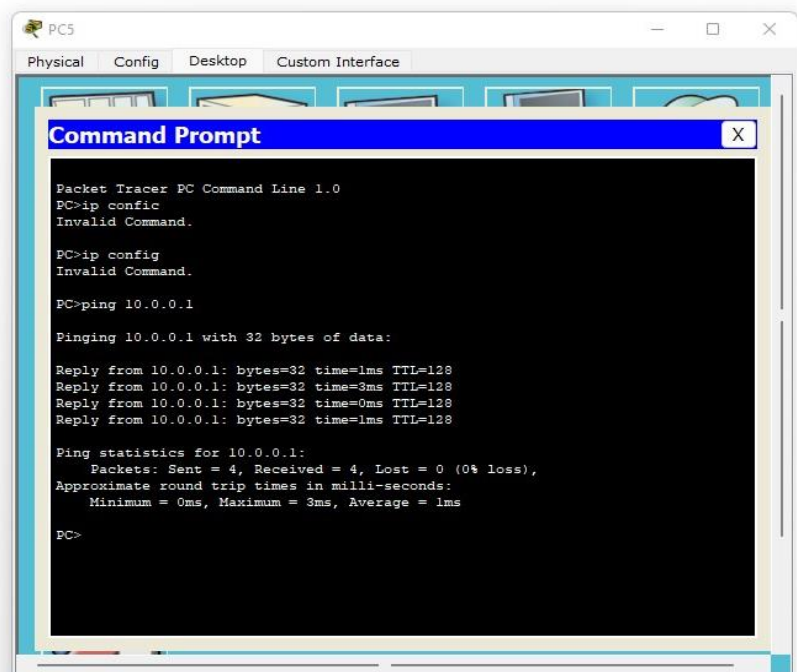 PC5
Physical Config Desktop Custom Interface
Command Prompt
X
Packet Tracer PC Command Line 1.0
PC>ip confic
Invalid Command.
PC>ip config
Invalid Command.
PC>ping 10.0.0.1
Pinging 10.0.0.1 with 32 bytes of data:
Reply from 10.0.0.1: bytes=32 time=1ms TTL=128
Reply from 10.0.0.1: bytes=32 time=3ms TTL=128
Reply from 10.0.0.1: bytes=32 time=0ms TTL=128
Reply from 10.0.0.1: bytes=32 time=1ms TTL=128
Ping statistics for 10.0.0.1:
Packets: Sent = 4, Received = 4, Lost = 0 (0% loss),
Approximate round trip times in milli-seconds:
Minimum = 0ms, Maximum = 3ms, Average = 1ms
PC>